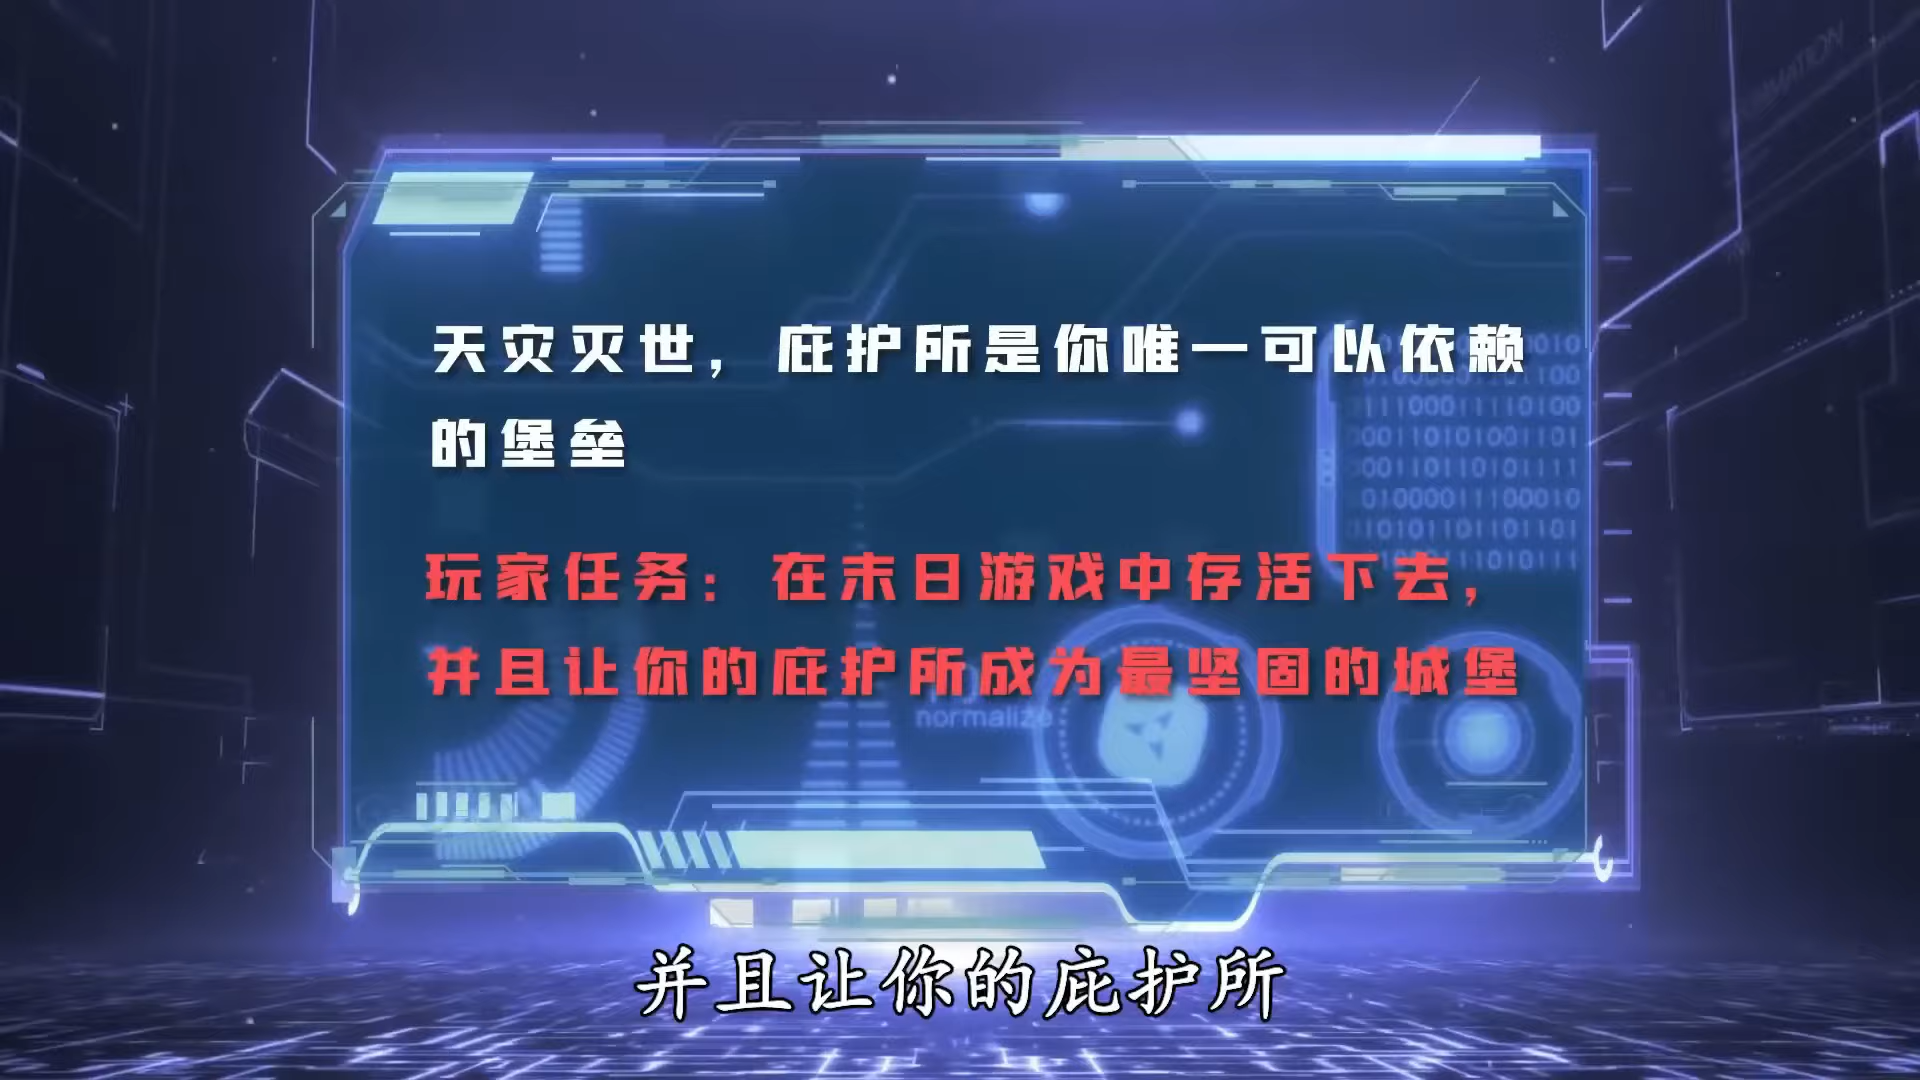 天灾灭世，庇护所是你唯一可以依赖
的堡垒
玩家任务：在末日游戏中存活下去，
并且让你的庇护所成为最坚固的城堡
normalize
并且让你的庇护所